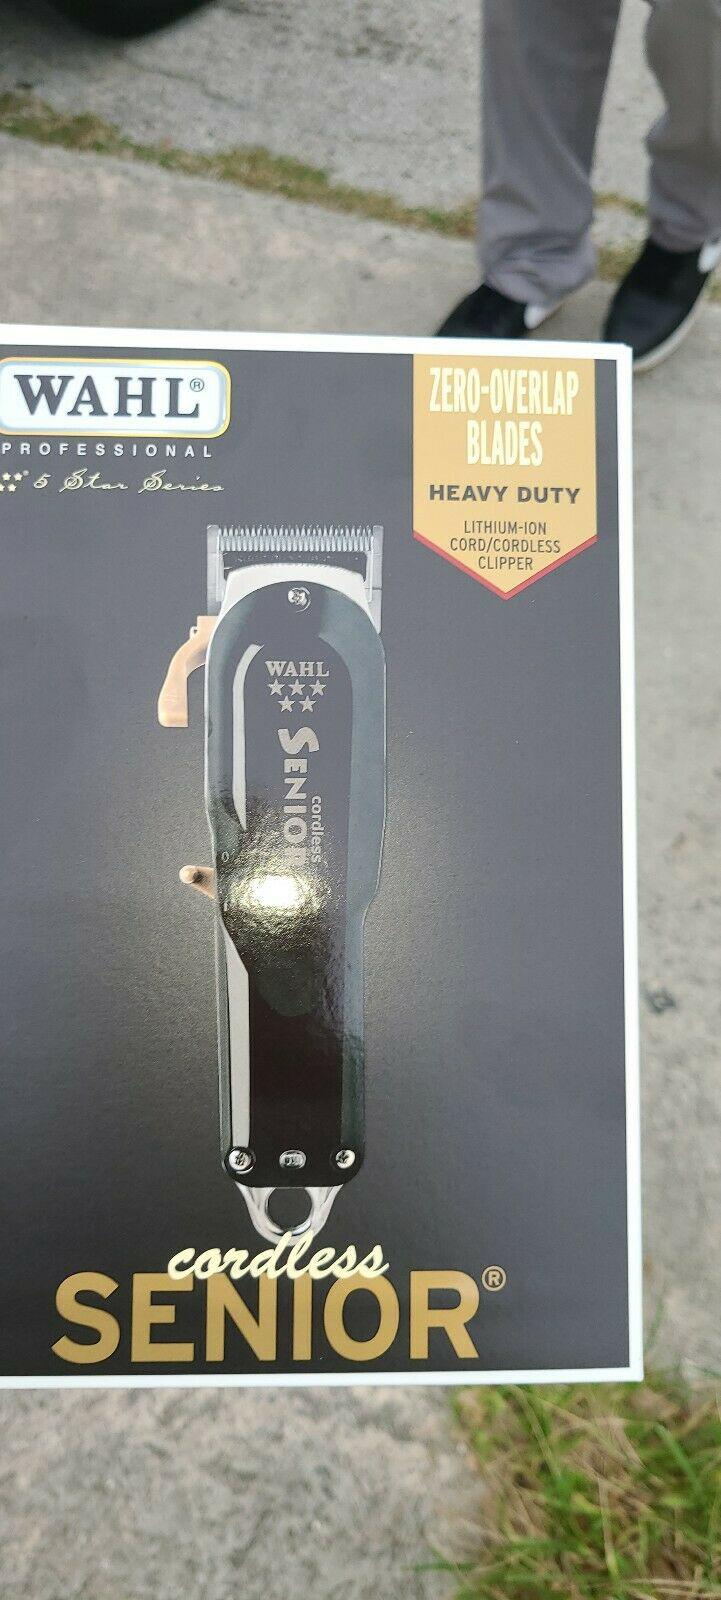 WAHL®
PROFESSIONAL
5 Star Series
ZERO-OVERLAP
BLADES
HEAVY DUTY
LITHIUM-ION
CORD/CORDLESS
CLIPPER
WAHL
SENIOR
cordless
0
cordless
SENIOR®